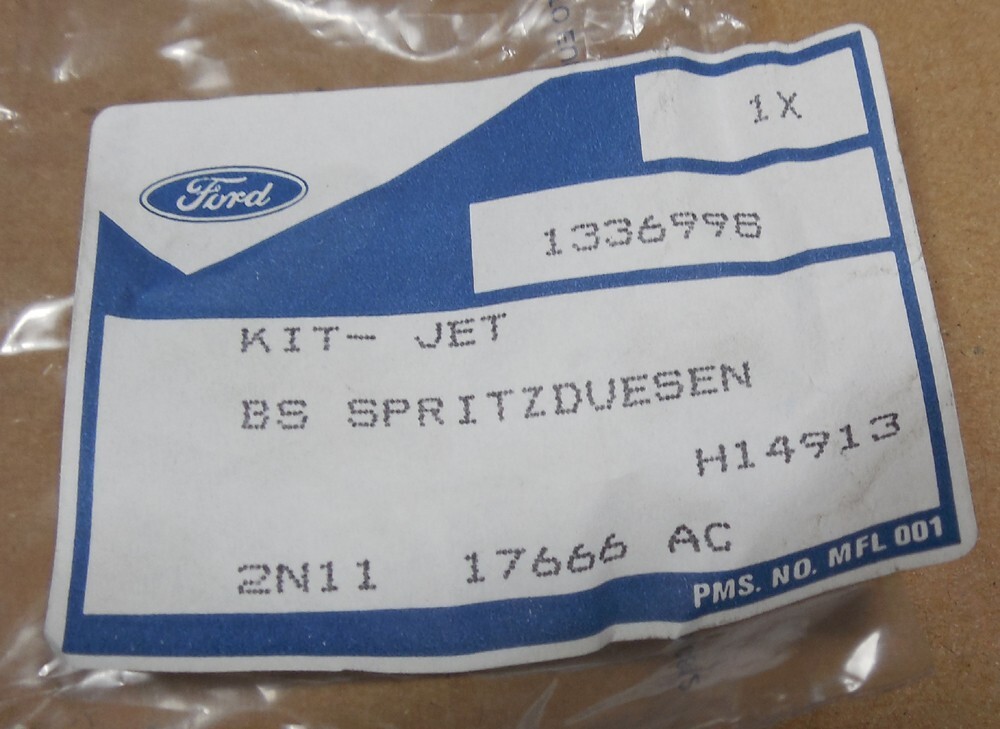 1X
Ford
1336998
KIT- JET
BS SPRITZDUESEN
H14913
2N11 17666 AC
PMS. NO. MFL 001